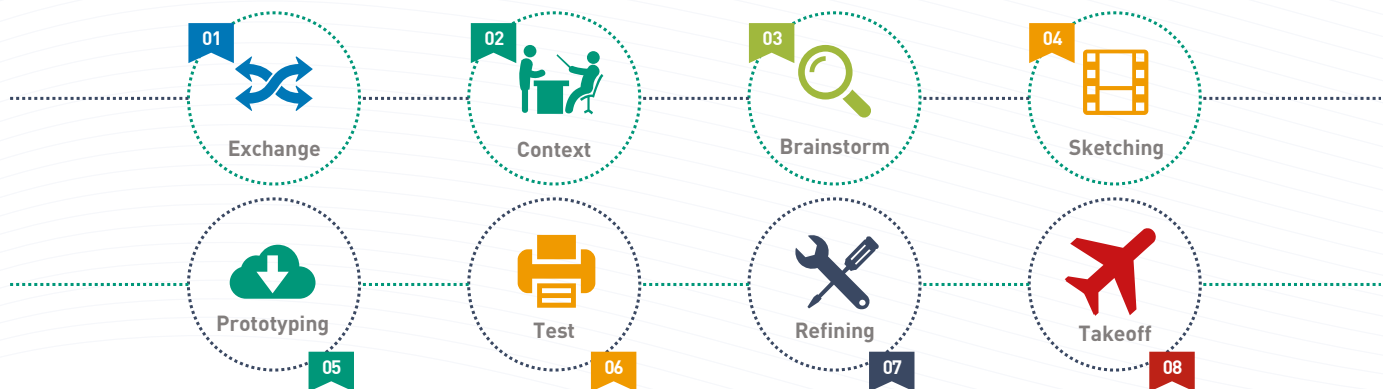 01
Exchange
02
Context
03
Brainstorm
04
Sketching
Prototyping
05
Test
06
Refining
07
Takeoff
08